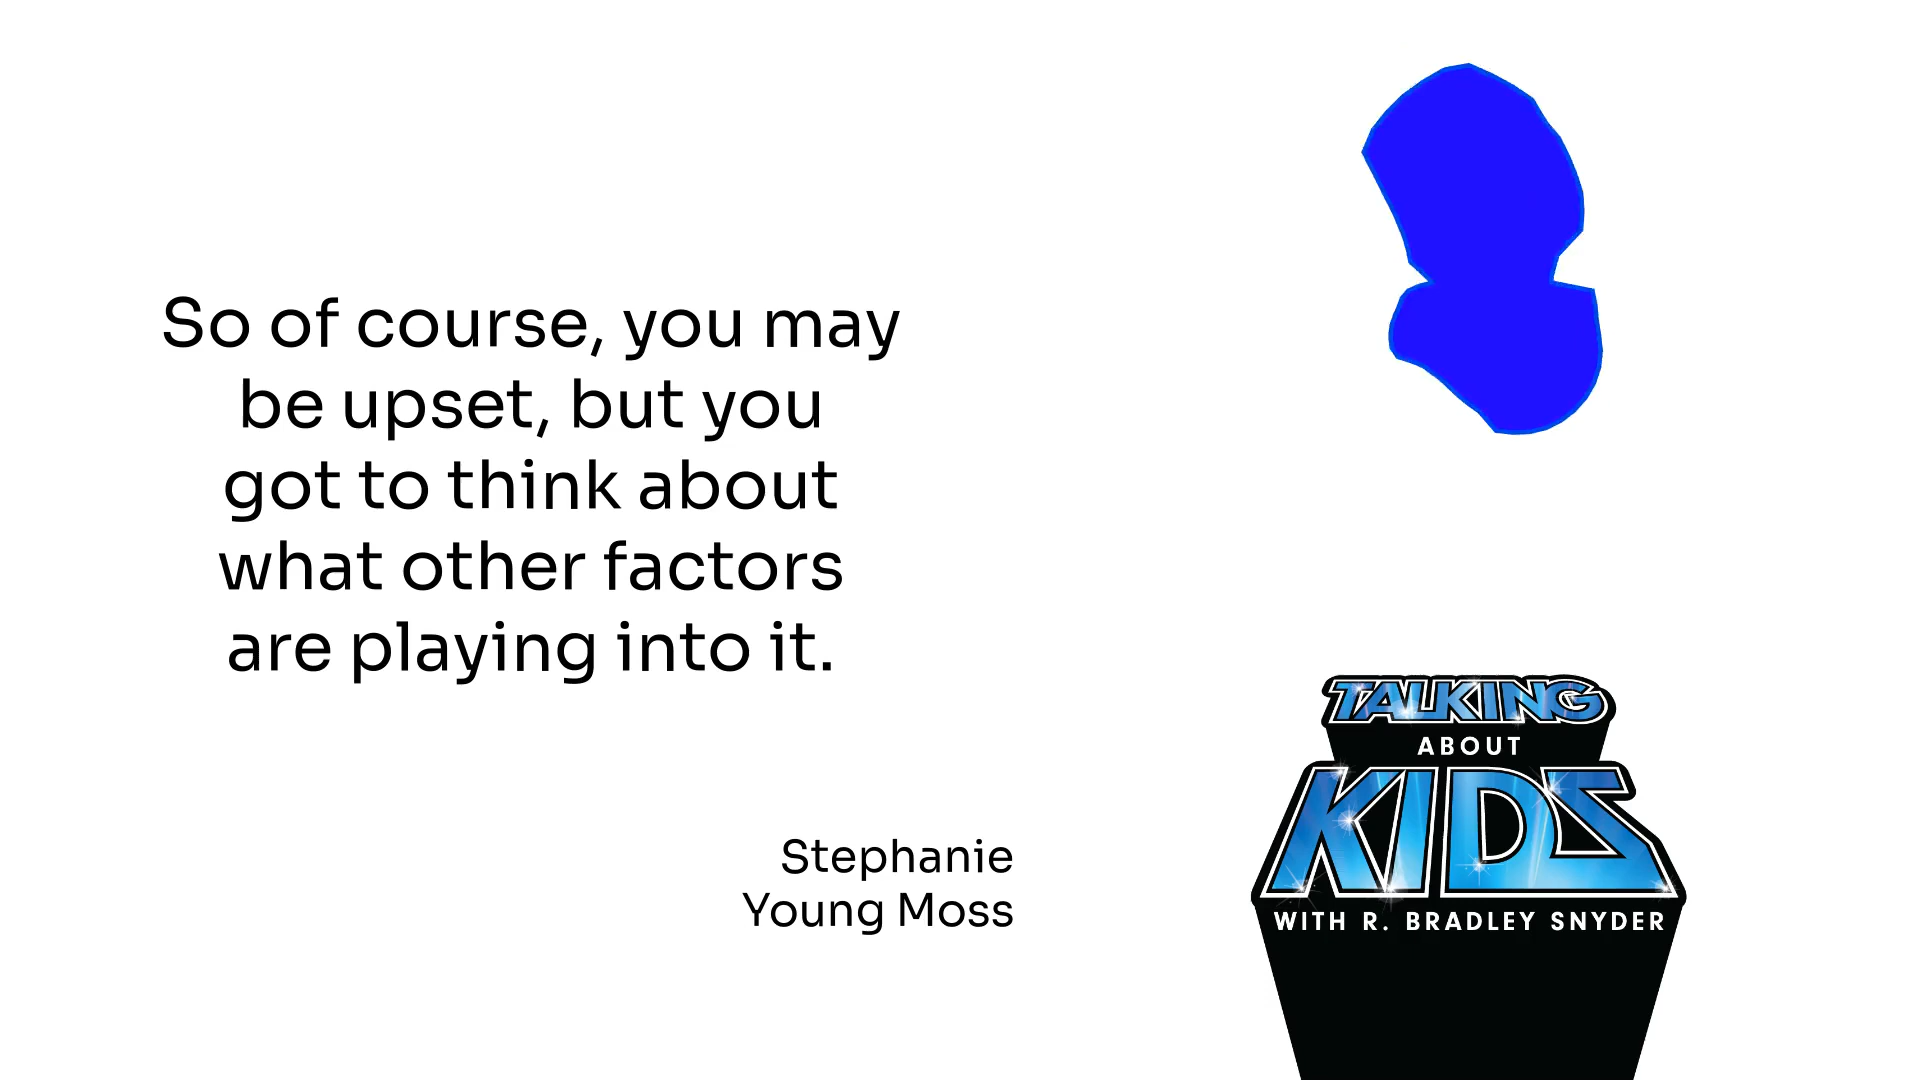 So of course, you may
be upset, but you
got to think about
what other factors
are playing into it.
Stephanie
Young Moss
TALKING
ABOUT
KIDS
WITH R. BRADLEY SNYDER